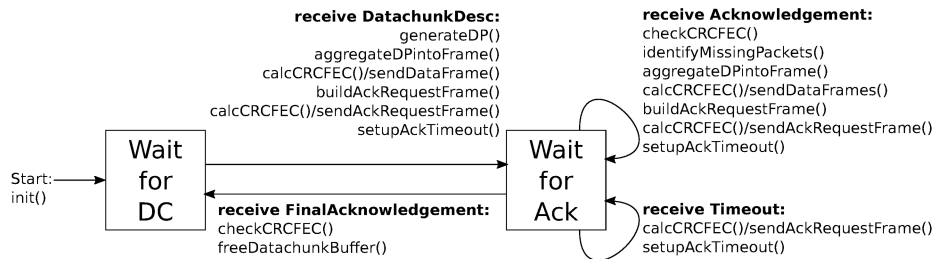 receive DatachunkDesc:
generateDP()
aggregateDPintoFrame()
calcCRCFEC()/sendDataFrame()
buildAckRequestFrame()
calcCRCFEC()/sendAckRequestFrame()
setupAckTimeout()
receive Acknowledgement:
checkCRCFEC()
identifyMissingPackets()
aggregateDPintoFrame()
calcCRCFEC()/sendDataFrames()
buildAckRequestFrame()
calcCRCFEC()/sendAckRequestFrame()
setupAckTimeout()
Start:
init()
Wait
for
DC
Wait
for
Ack
receive FinalAcknowledgement:
checkCRCFEC()
freeDatachunkBuffer()
receive Timeout:
calcCRCFEC()/sendAckRequestFrame()
setupAckTimeout()